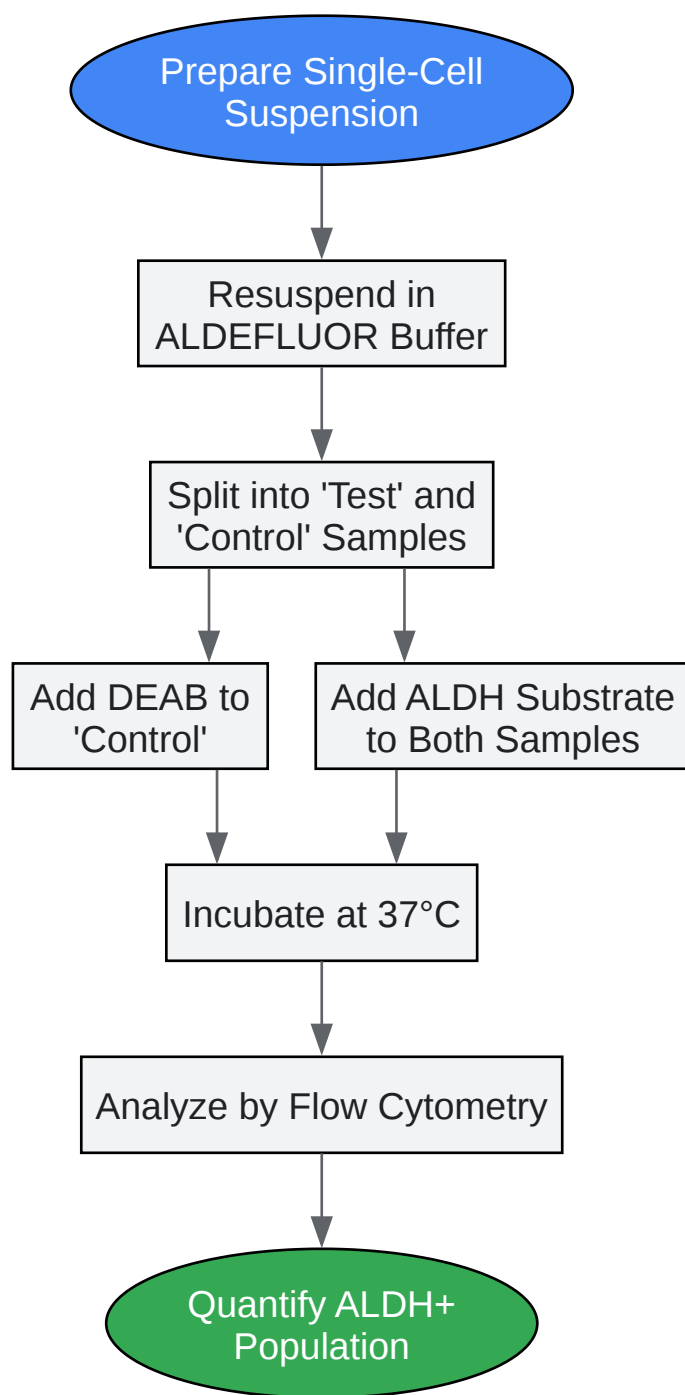 Prepare Single-Cell
Suspension
Resuspend in
ALDEFLUOR Buffer
Split into 'Test' and
'Control' Samples
Add DEAB to
'Control'
Add ALDH Substrate
to Both Samples
Incubate at 37°C
Analyze by Flow Cytometry
Quantify ALDH+
Population